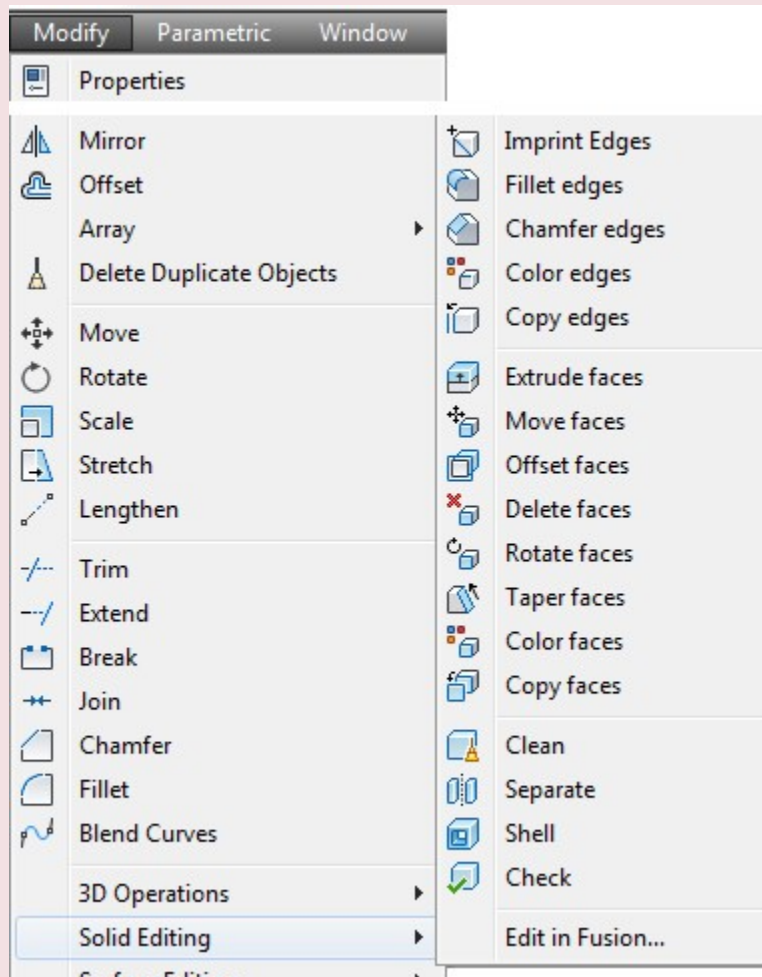 Modify Parametric Window
Properties
Mirror
Offset
Array
Delete Duplicate Objects
Move
Rotate
Scale
Stretch
Lengthen
Trim
Extend
Break
Join
Chamfer
Fillet
Blend Curves
3D Operations
Solid Editing
Imprint Edges
Fillet edges
Chamfer edges
Color edges
Copy edges
Extrude faces
Move faces
Offset faces
Delete faces
Rotate faces
Taper faces
Color faces
Copy faces
Clean
Separate
Shell
Check
Edit in Fusion...